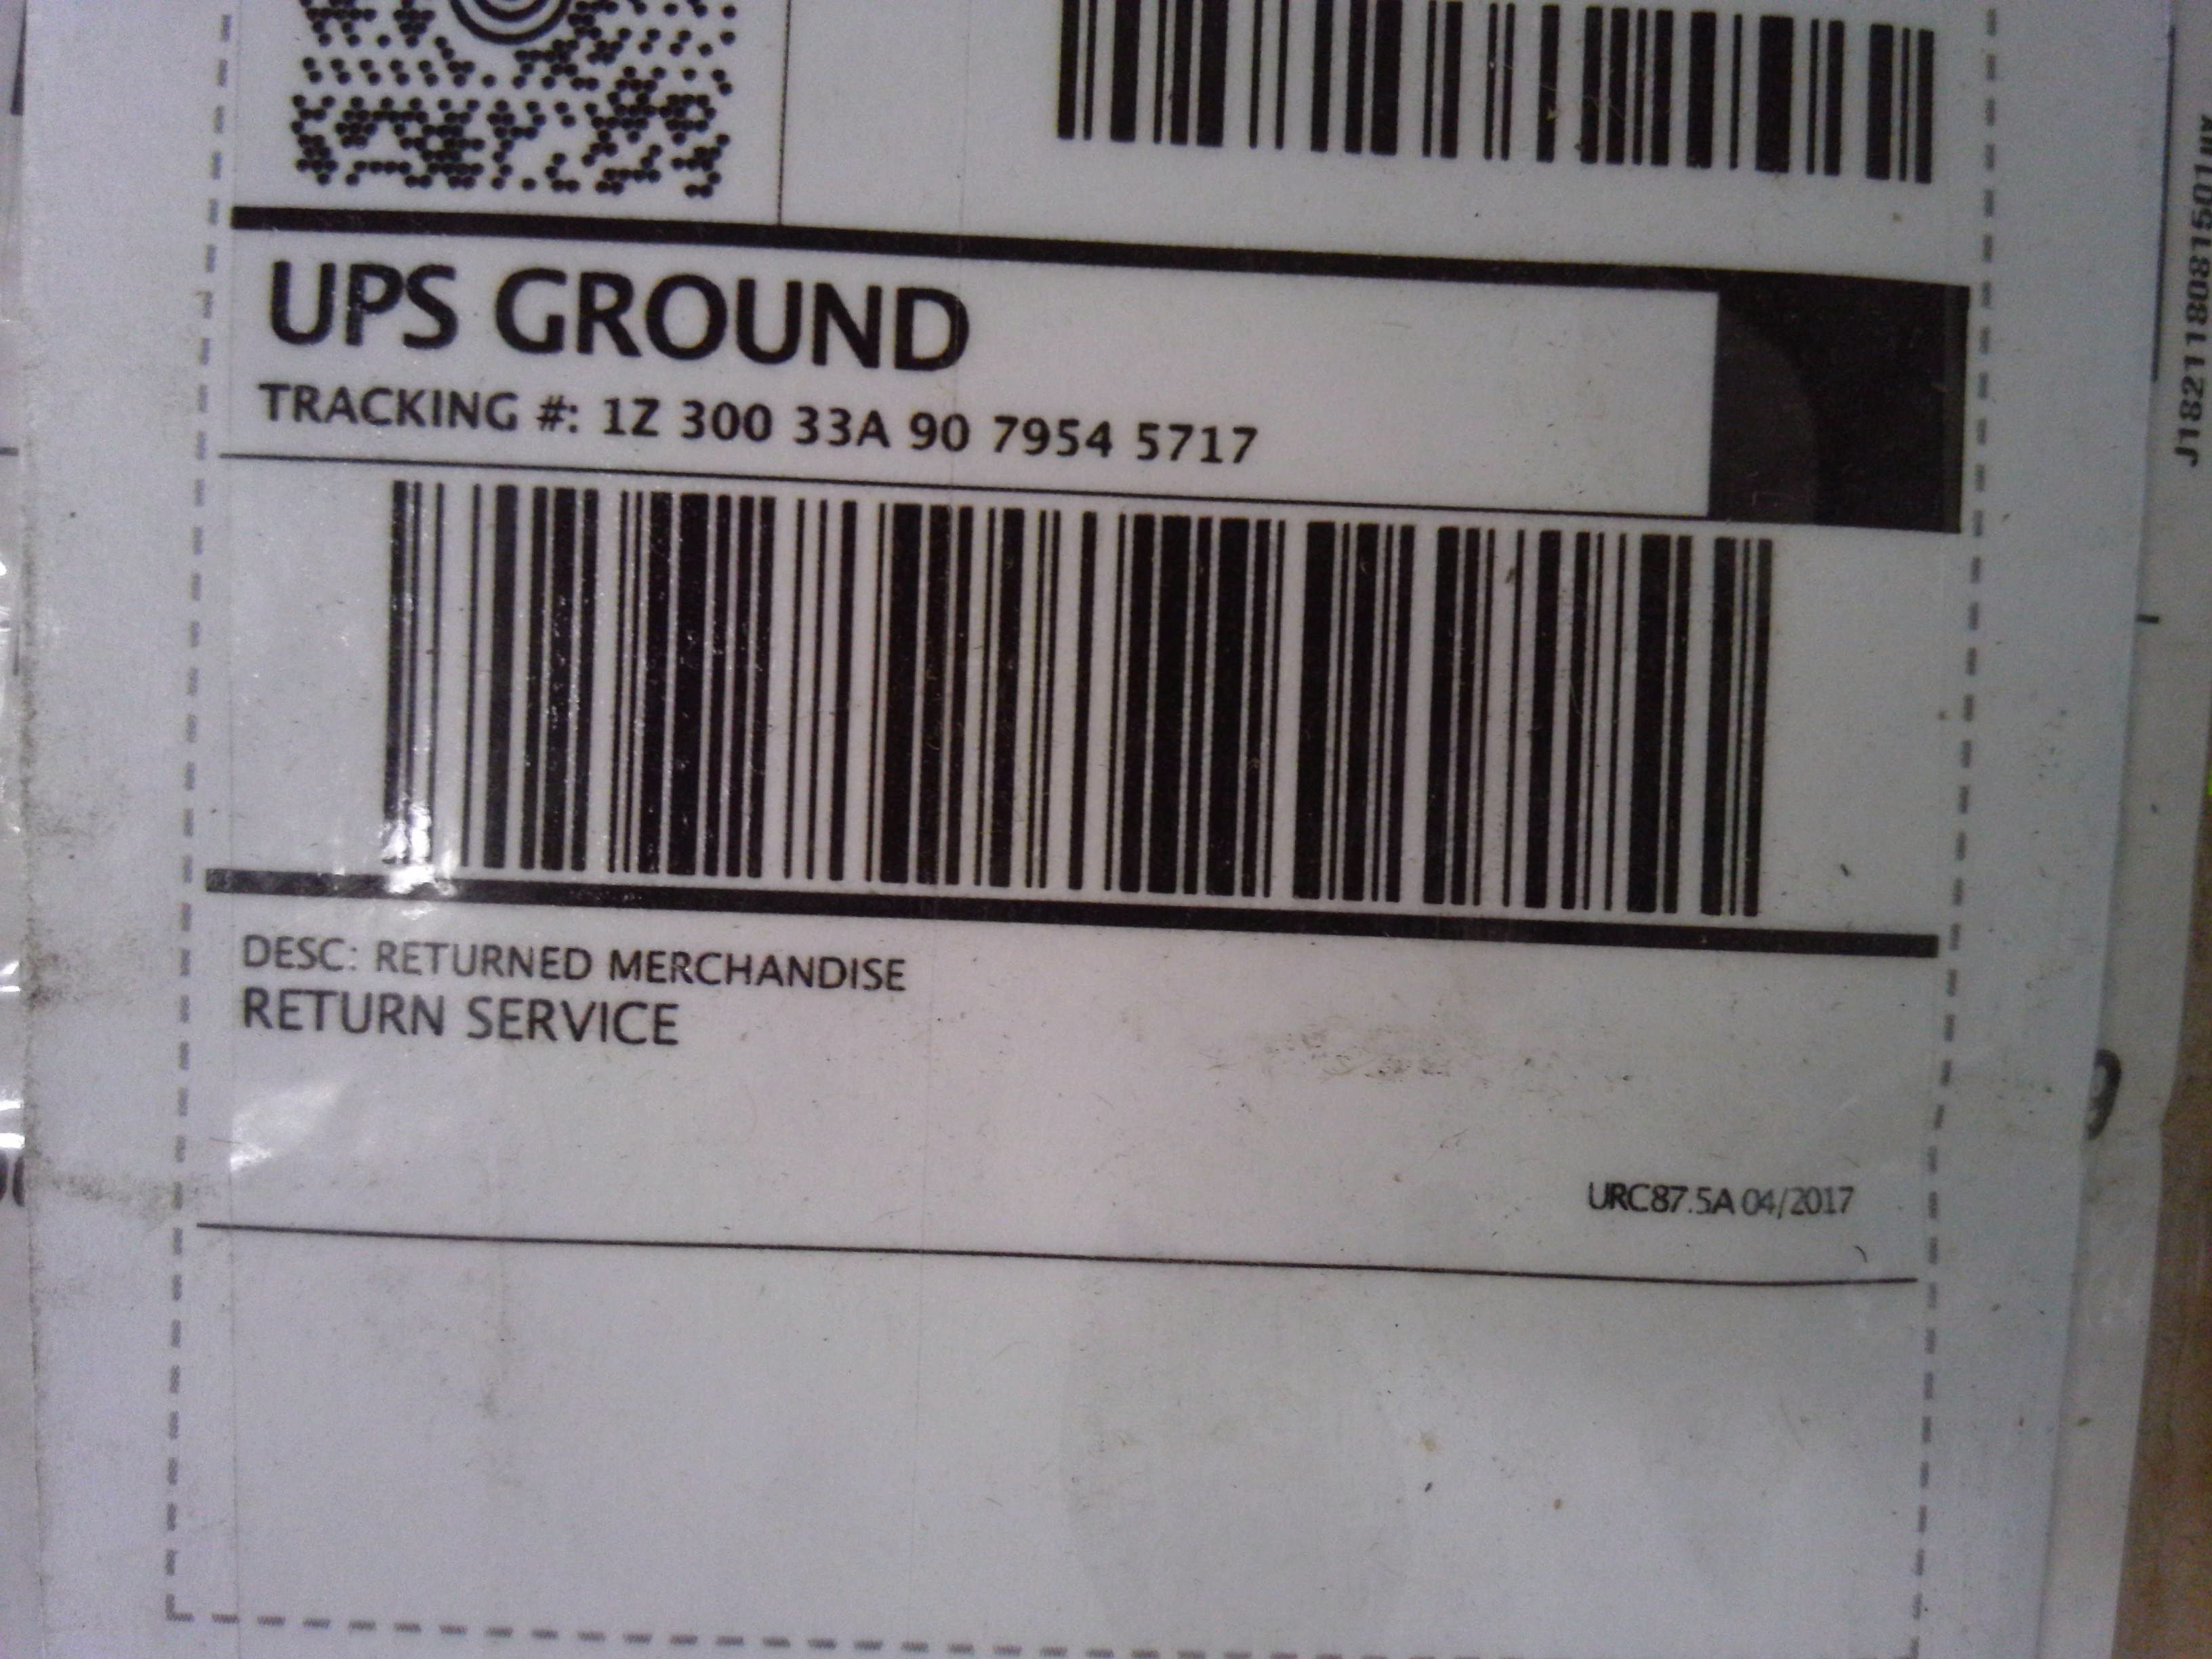 UPS GROUND
TRACKING #: 1Z 300 33A 90 7954 5717
DESC: RETURNED MERCHANDISE
RETURN SERVICE
URC87.5A 04/2017